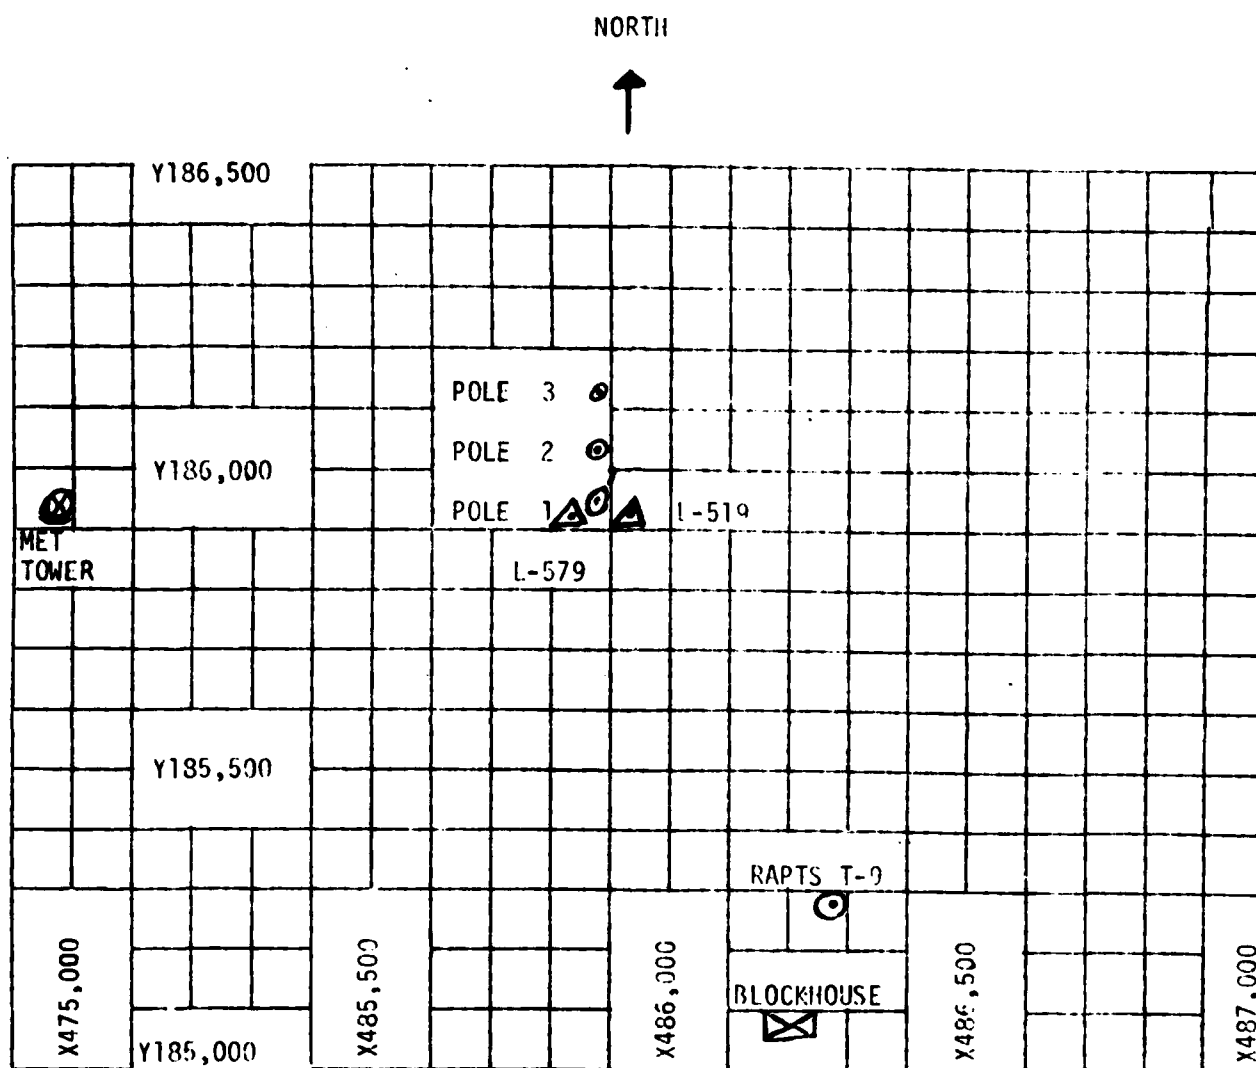 NORTH
Y186,500
POLE 3
POLE 2
Y186,000
POLE 1
L-519
MET
TOWER
L-579
Y185,500
RAPTS T-9
X475,000
X485,500
X486,000
X486,500
X487,000
BLOCKHOUSE
Y185,000